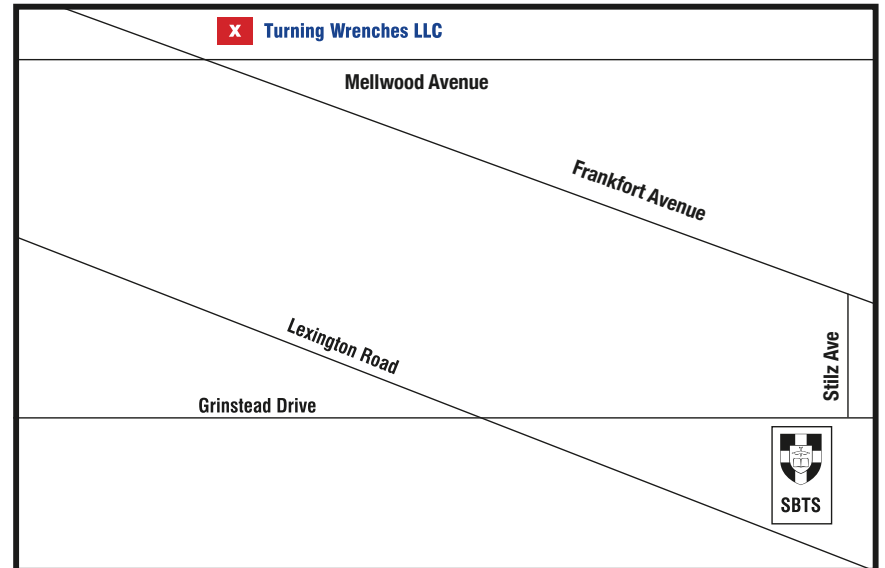 X Turning Wrenches LLC
Mellwood Avenue
Frankfort Avenue
Lexington Road
Stilz Ave
Grinstead Drive
SBTS